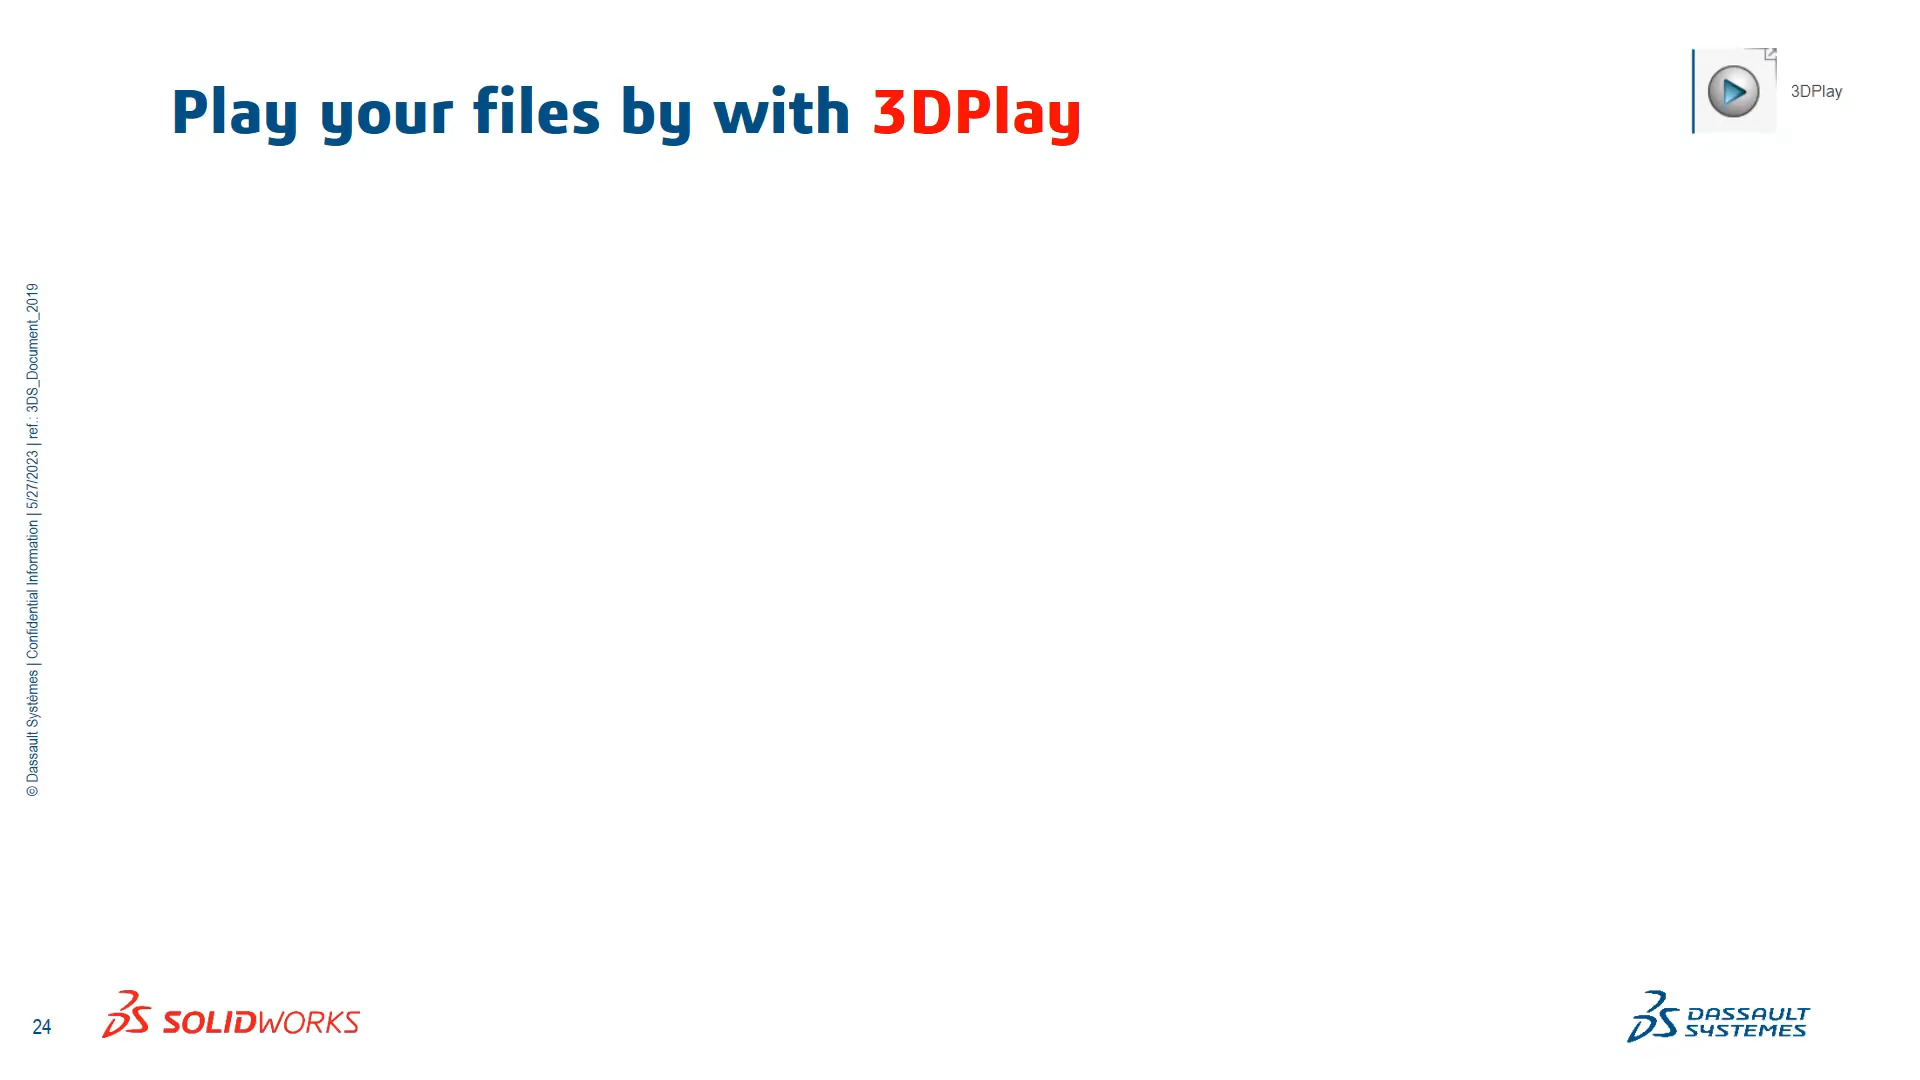 Play your files by with 3DPlay
3DPlay
© Dassault Systèmes | Confidential Information | 5/27/2023 | ref.: 3DS_Document_2019
24
SOLIDWORKS
DASSAULT
SYSTEMES